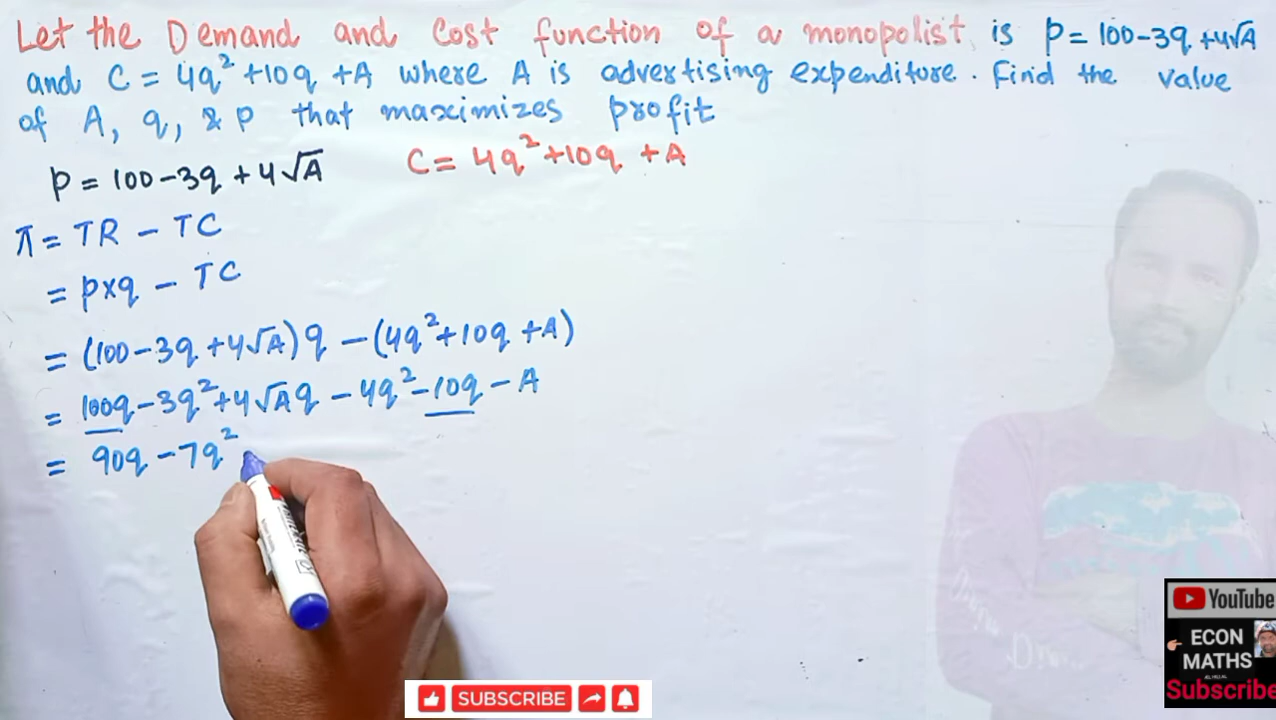 Let the Demand and Cost function of a monopolist is p = 100-3q+4√A
and C = 4q²+10q+A where A is advertising expenditure. Find the value
of A, q, & p that maximizes profit
p = 100-3q+4√A C = 4q²+10q+A
π = TR - TC
= p×q - TC
= (100-3q+4√A)q - (4q²+10q+A)
= 100q-3q²+4√Aq - 4q²-10q-A
= 90q-7q²
YouTube
ECON
MATHS
Subscribe
SUBSCRIBE